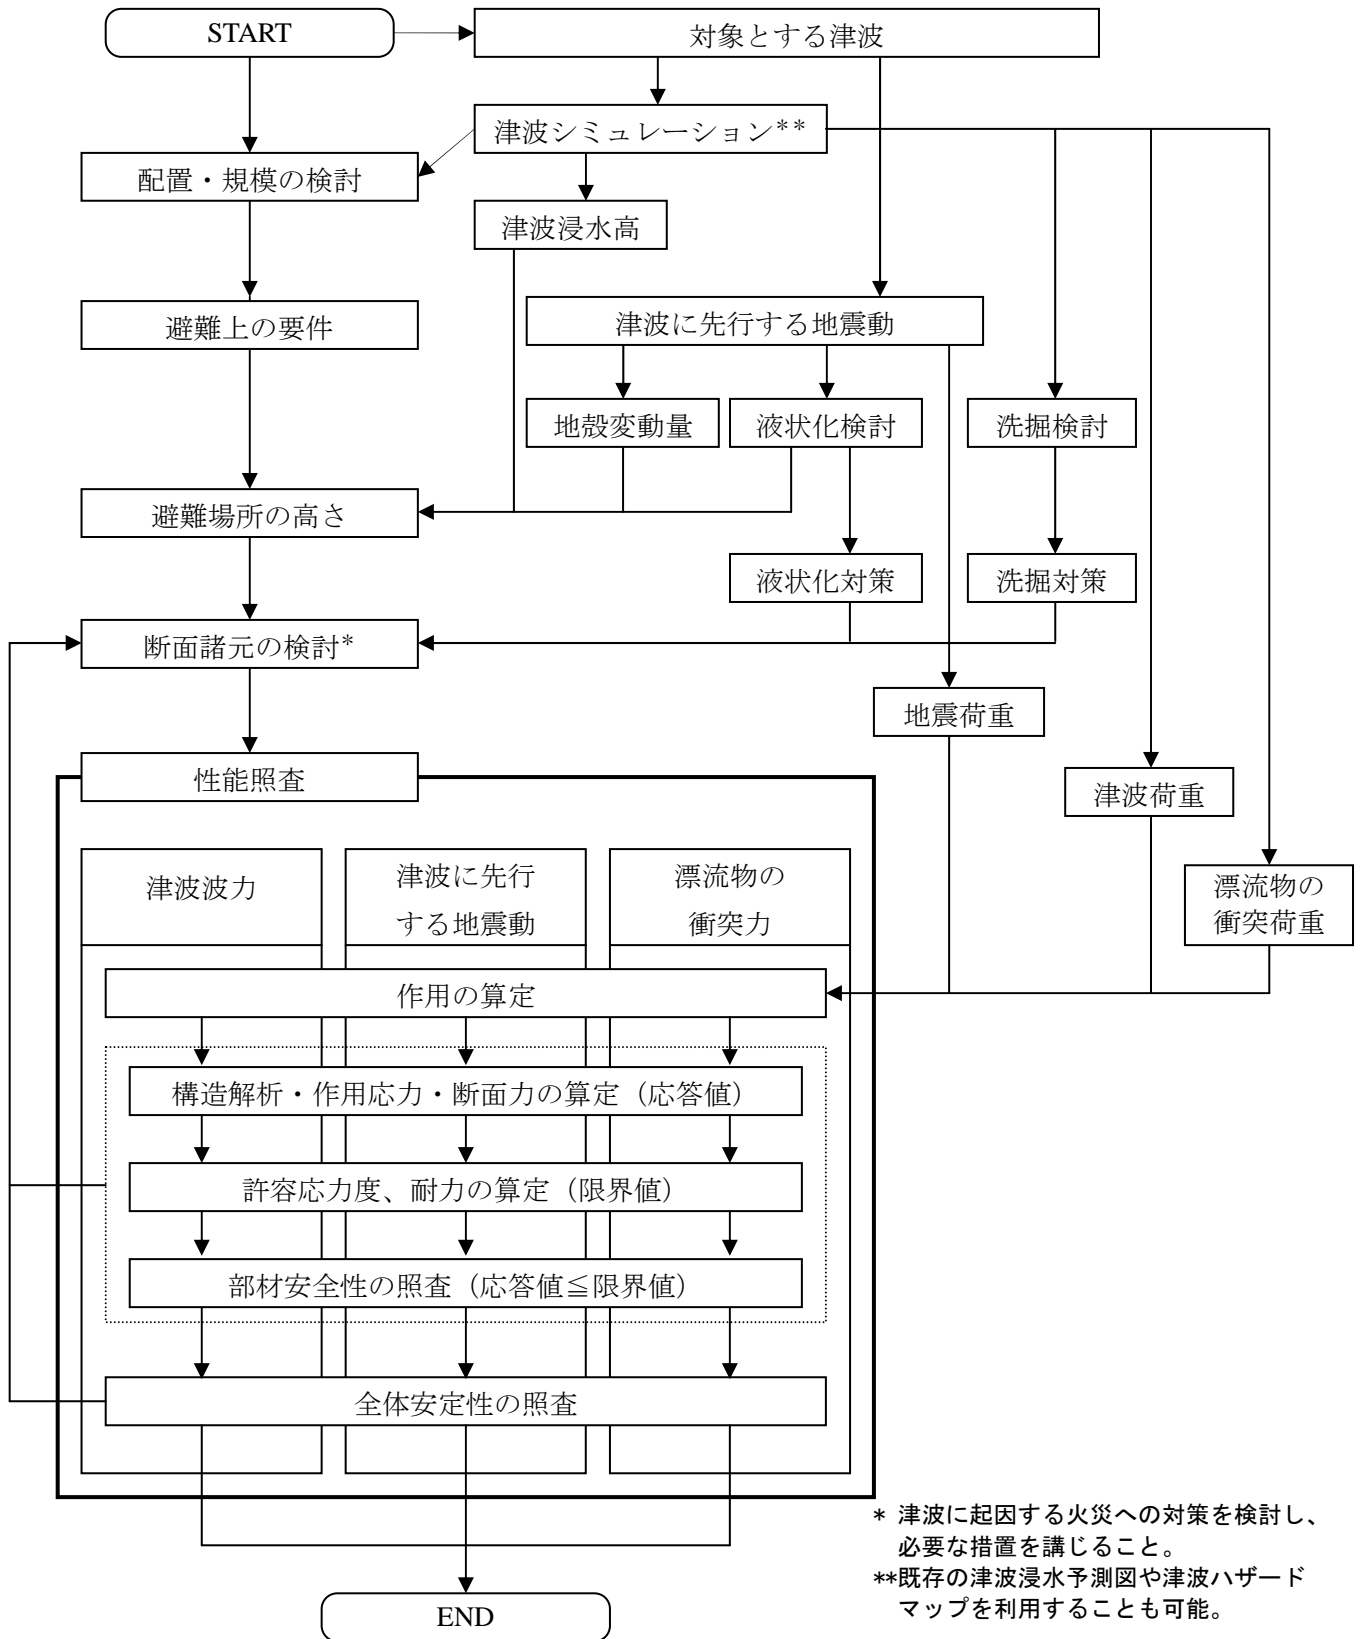 START
対象とする津波
津波シミュレーション**
配置・規模の検討
津波浸水高
避難上の要件
津波に先行する地震動
地殻変動量
液状化検討
洗掘検討
避難場所の高さ
液状化対策
洗掘対策
断面諸元の検討*
地震荷重
性能照査
津波荷重
津波波力
津波に先行
する地震動
漂流物の
衝突力
漂流物の
衝突荷重
作用の算定
構造解析・作用応力・断面力の算定（応答値）
許容応力度、耐力の算定（限界値）
部材安全性の照査（応答値≦限界値）
全体安定性の照査
* 津波に起因する火災への対策を検討し、
必要な措置を講じること。
**既存の津波浸水予測図や津波ハザード
マップを利用することも可能。
END